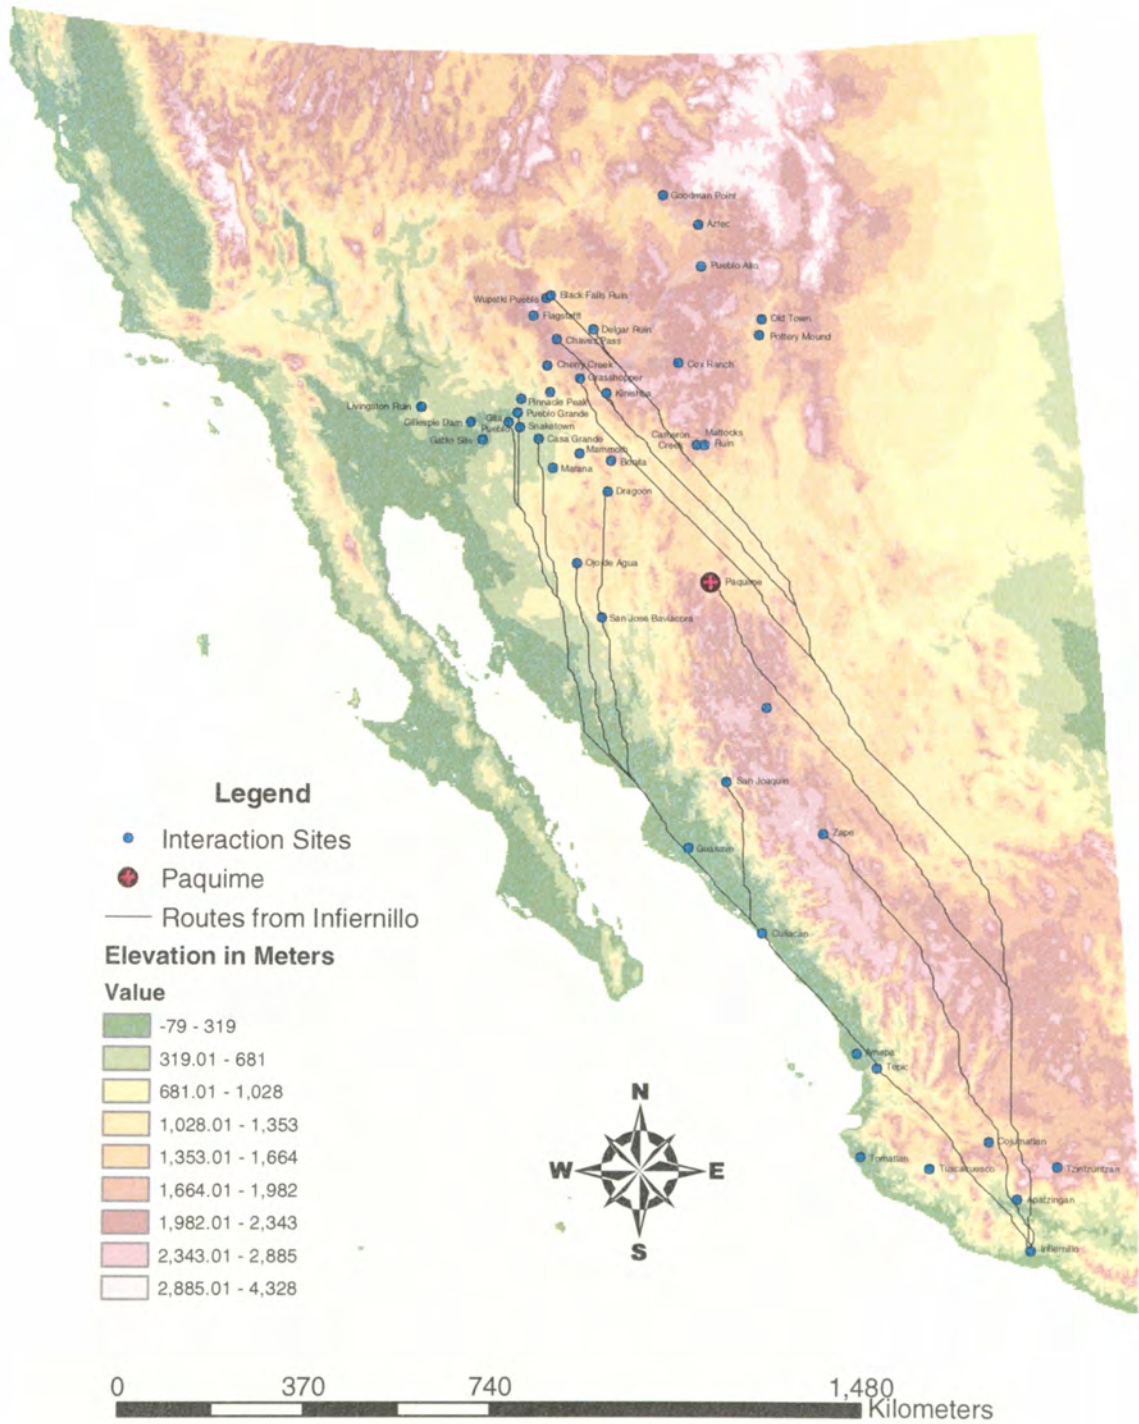 Goodman Point
Aztec
Pueblo Alto
Black Falls Ruin
Wupatki Pueblo
Flagstaff
Old Town
Delgar Ruin
Pottery Mound
Chavez Pass
Cherry Creek
Cox Ranch
Grasshopper
Kinishba
Pinnacle Peak
Livingston Ruin
Pueblo Grande
Gillespie Dam
Gila
Pueblo
Snaketown
Gatlin Site
Casa Grande
Cameron
Creek
Mattocks
Ruin
Mammoth
Bonita
Marana
Dragoon
Ojo de Agua
Paquime
San Jose Baviacora
San Joaquin
Legend
Interaction Sites
Zape
Guasave
Paquime
Routes from Infiernillo
Culiacan
Elevation in Meters
Value
-79 - 319
319.01 - 681
Amapa
Tepic
681.01 - 1,028
N
1,028.01 - 1,353
Cojumatlan
1,353.01 - 1,664
Tomatlan
W
E
Tuxcacuesco
Tzintzuntzan
1,664.01 - 1,982
Apatzingan
1,982.01 - 2,343
S
Infiernillo
2,343.01 - 2,885
2,885.01 - 4,328
0 370 740 1,480
Kilometers